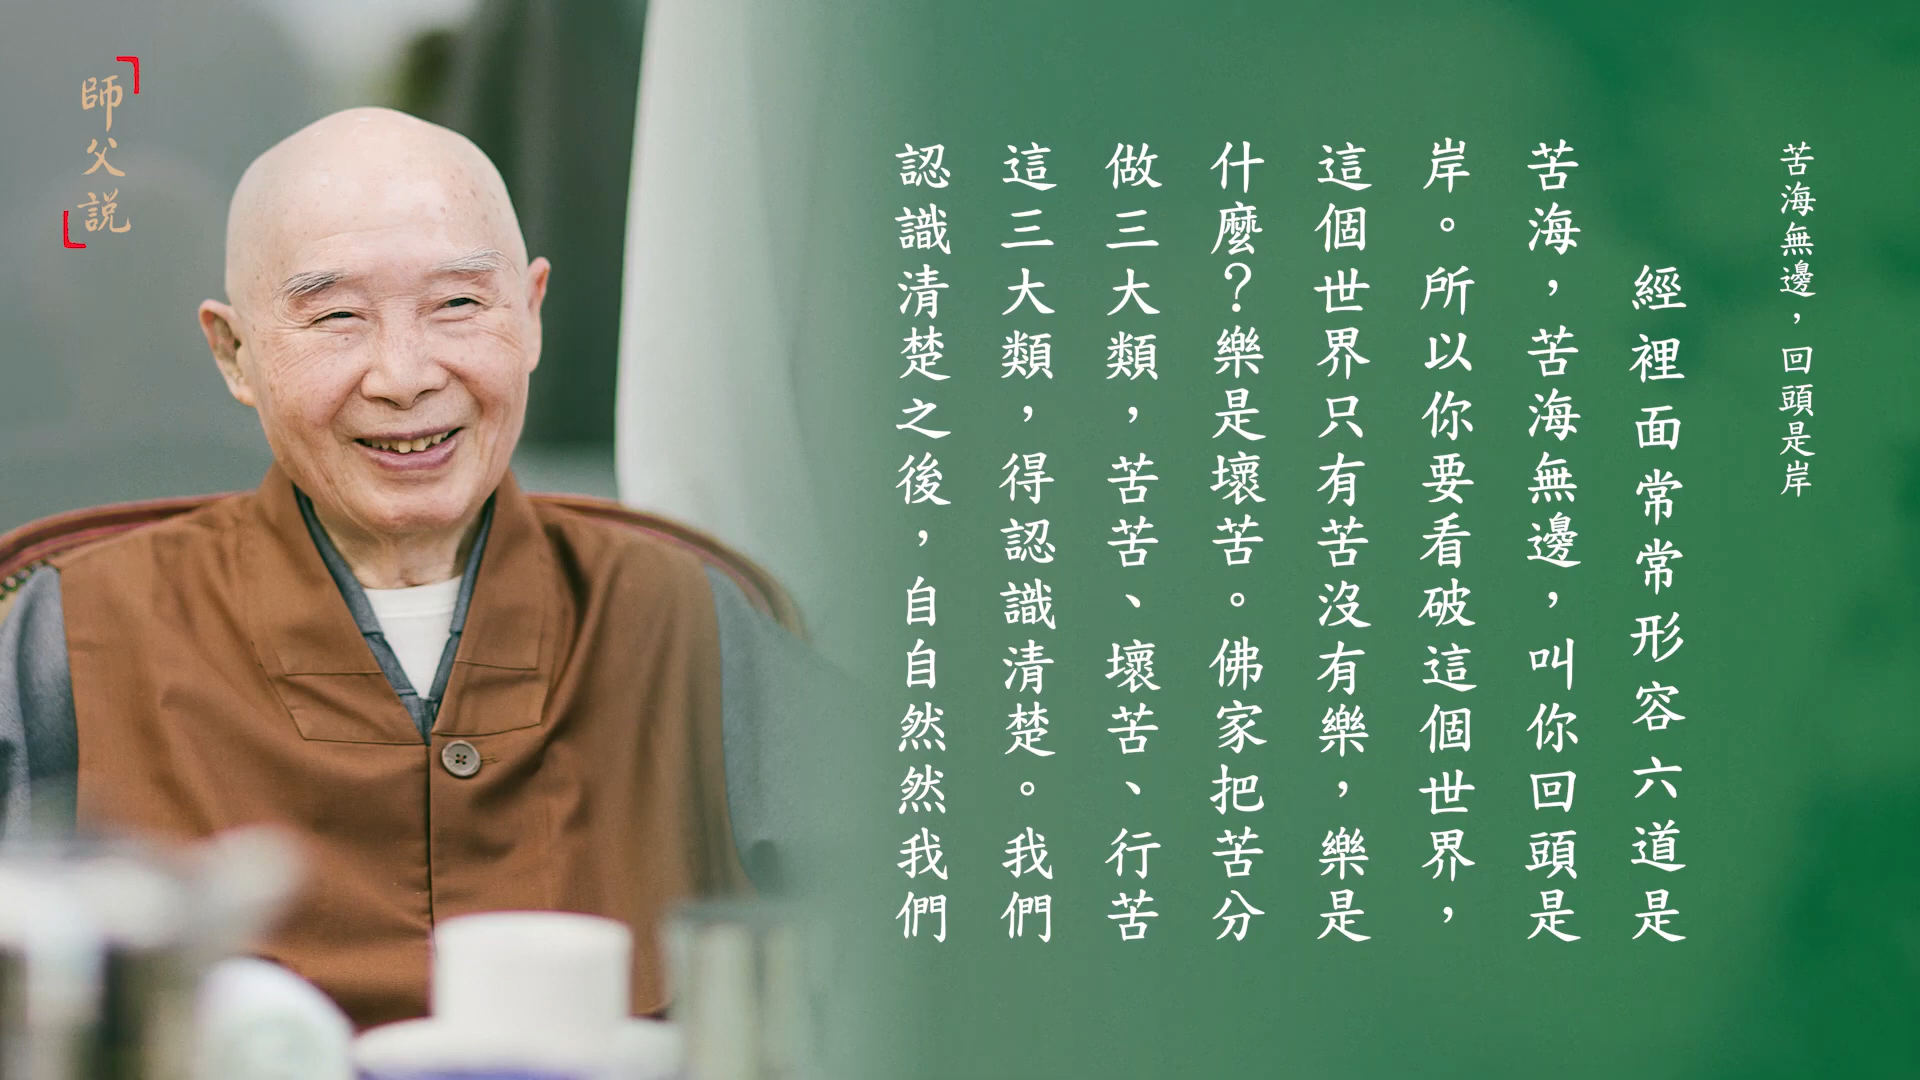 師父説
苦海無邊，回頭是岸
經裡面常常形容六道是
苦海，苦海無邊，叫你回頭是
岸。所以你要看破這個世界，
這個世界只有苦沒有樂，樂是
什麼？樂是壞苦。佛家把苦分
做三大類，苦苦、壞苦、行苦
這三大類，得認識清楚。我們
認識清楚之後，自自然然我們